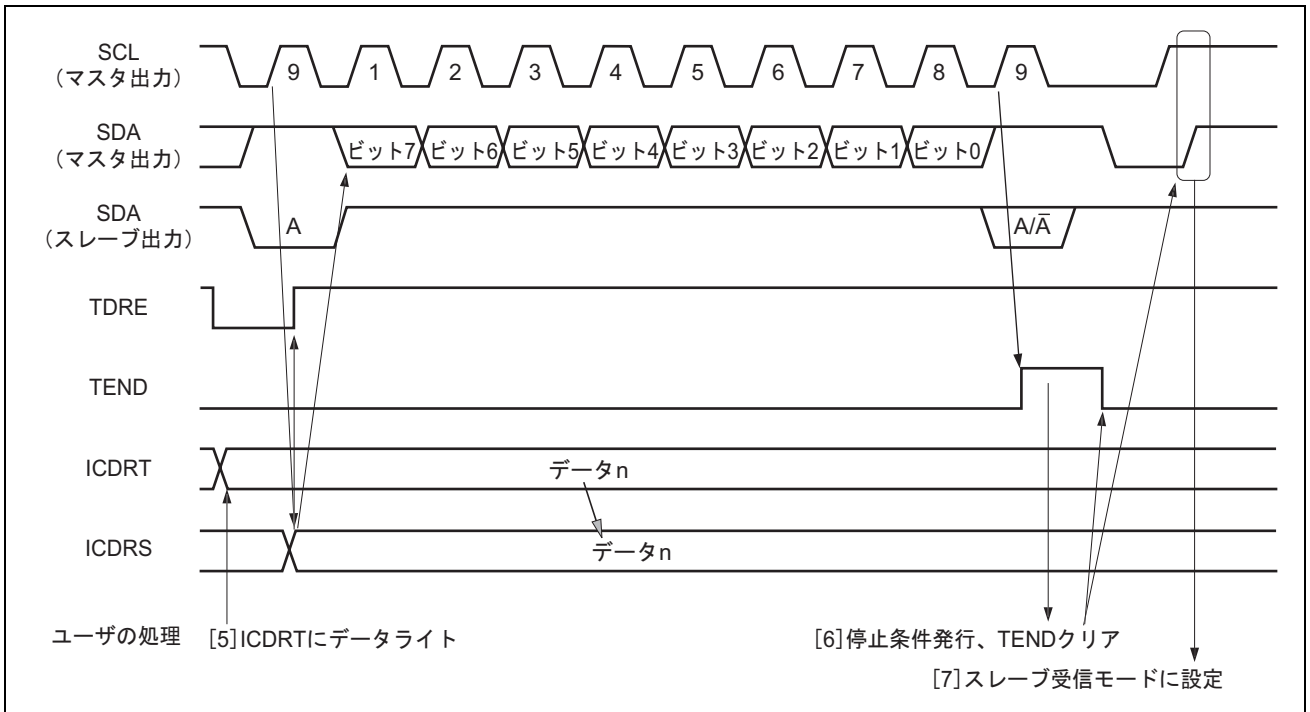 SCL
（マスタ出力）
9 1 2 3 4 5 6 7 8 9
SDA
（マスタ出力）
ビット7 ビット6 ビット5 ビット4 ビット3 ビット2 ビット1 ビット0
SDA
（スレーブ出力）
A A/A̅
TDRE
TEND
ICDRT
データn
ICDRS
データn
ユーザの処理 [5]ICDRTにデータライト [6]停止条件発行、TENDクリア
[7]スレーブ受信モードに設定